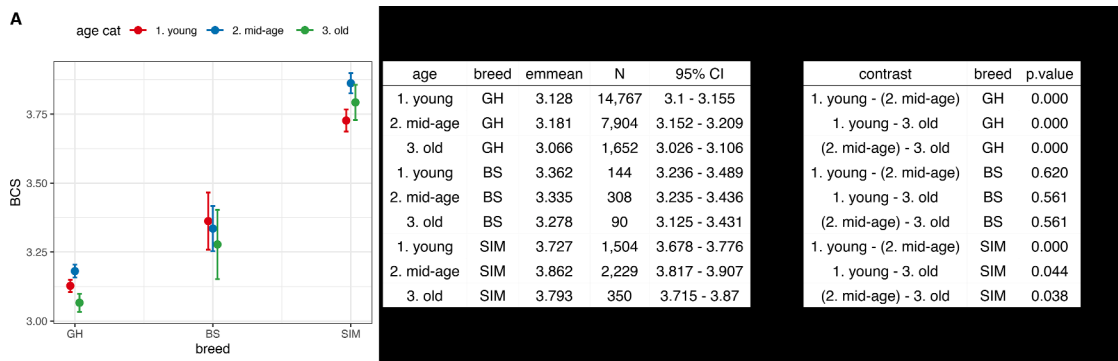 A
age cat 1. young 2. mid-age 3. old
BCS
3.75
3.50
3.25
3.00
GH BS SIM
breed
age breed emmean N 95% CI
1. young GH 3.128 14,767 3.1 - 3.155
2. mid-age GH 3.181 7,904 3.152 - 3.209
3. old GH 3.066 1,652 3.026 - 3.106
1. young BS 3.362 144 3.236 - 3.489
2. mid-age BS 3.335 308 3.235 - 3.436
3. old BS 3.278 90 3.125 - 3.431
1. young SIM 3.727 1,504 3.678 - 3.776
2. mid-age SIM 3.862 2,229 3.817 - 3.907
3. old SIM 3.793 350 3.715 - 3.87
contrast breed p.value
1. young - (2. mid-age) GH 0.000
1. young - 3. old GH 0.000
(2. mid-age) - 3. old GH 0.000
1. young - (2. mid-age) BS 0.620
1. young - 3. old BS 0.561
(2. mid-age) - 3. old BS 0.561
1. young - (2. mid-age) SIM 0.000
1. young - 3. old SIM 0.044
(2. mid-age) - 3. old SIM 0.038